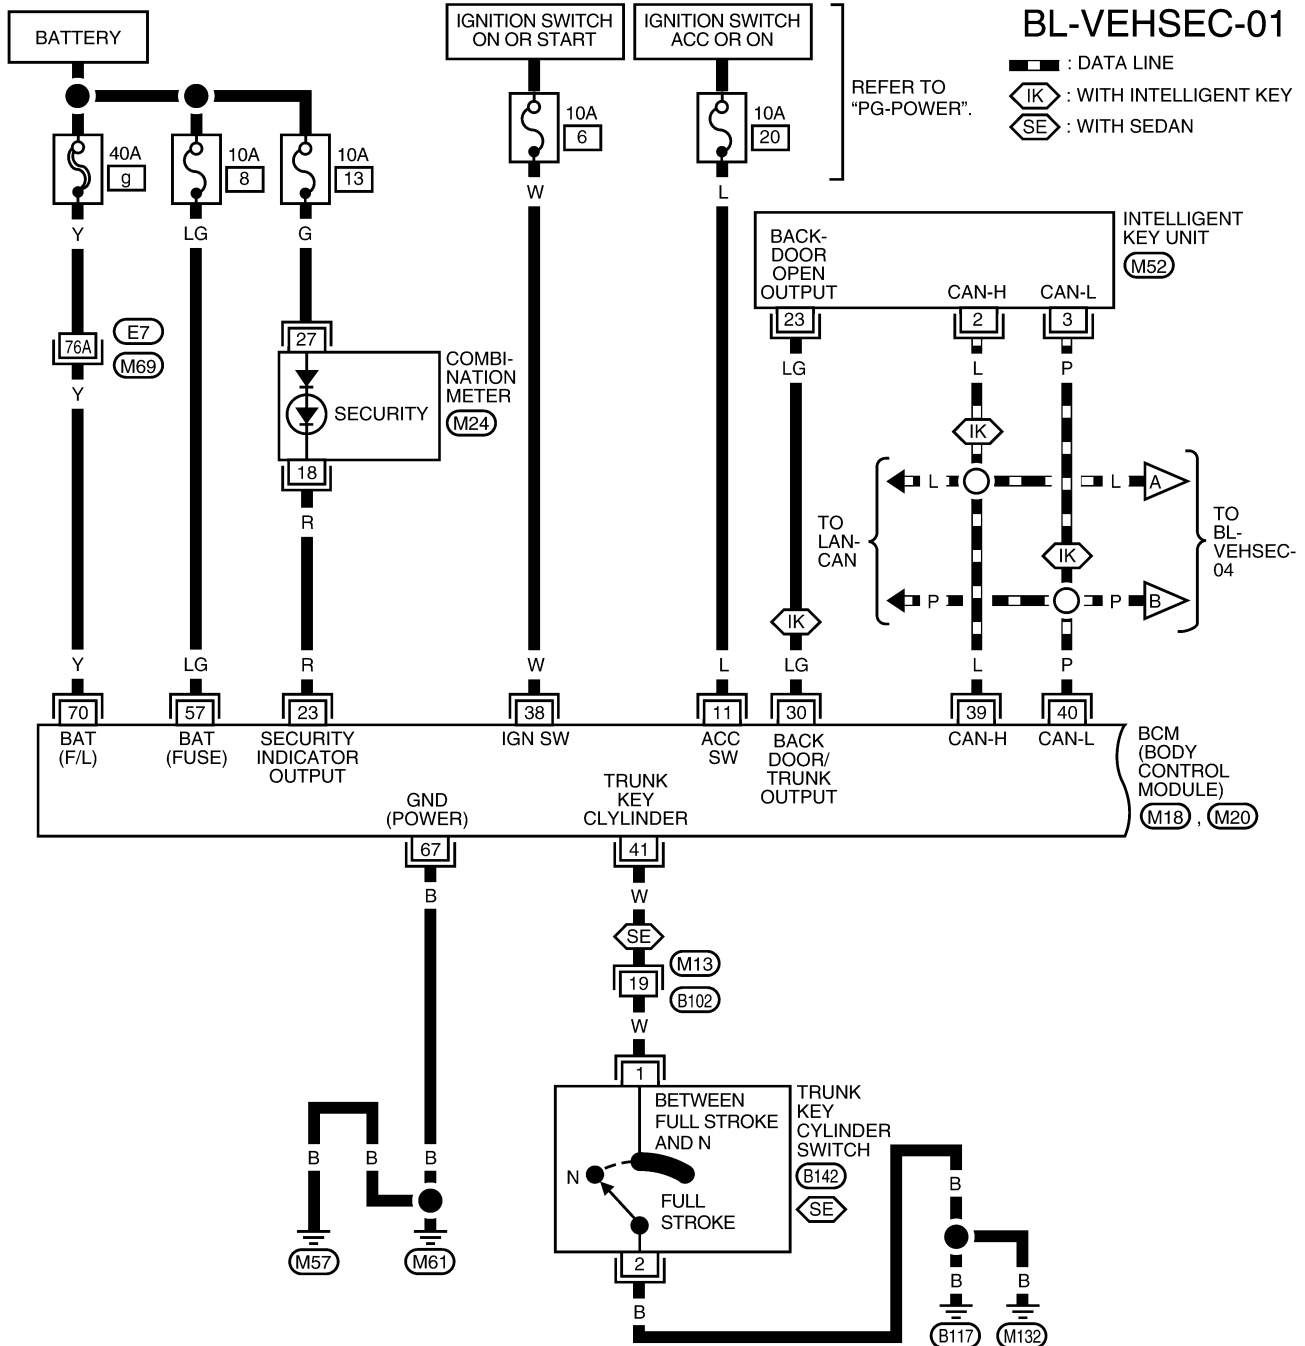 BL-VEHSEC-01
BATTERY
IGNITION SWITCH
ON OR START
IGNITION SWITCH
ACC OR ON
: DATA LINE
IK : WITH INTELLIGENT KEY
SE : WITH SEDAN
REFER TO
“PG-POWER”.
40A
g
10A
8
10A
13
10A
6
10A
20
Y
LG
G
W
L
INTELLIGENT
KEY UNIT
M52
BACK-
DOOR
OPEN
OUTPUT
CAN-H
CAN-L
23
2
3
LG
L
P
76A
E7
M69
Y
27
SECURITY
18
COMBI-
NATION
METER
M24
R
IK
L
L
A
TO
LAN-
CAN
IK
P
P
B
TO
BL-
VEHSEC-
04
IK
Y
LG
R
W
L
LG
L
P
70
57
23
38
11
30
39
40
BAT
(F/L)
BAT
(FUSE)
SECURITY
INDICATOR
OUTPUT
IGN SW
ACC
SW
BACK
DOOR/
TRUNK
OUTPUT
CAN-H
CAN-L
BCM
(BODY
CONTROL
MODULE)
M18 , M20
GND
(POWER)
TRUNK
KEY
CLYLINDER
67
41
B
W
SE
19
M13
B102
W
1
BETWEEN
FULL STROKE
AND N
N
FULL
STROKE
2
TRUNK
KEY
CYLINDER
SWITCH
B142
SE
B
B
B
M57
M61
B
B
B
B
B117
M132